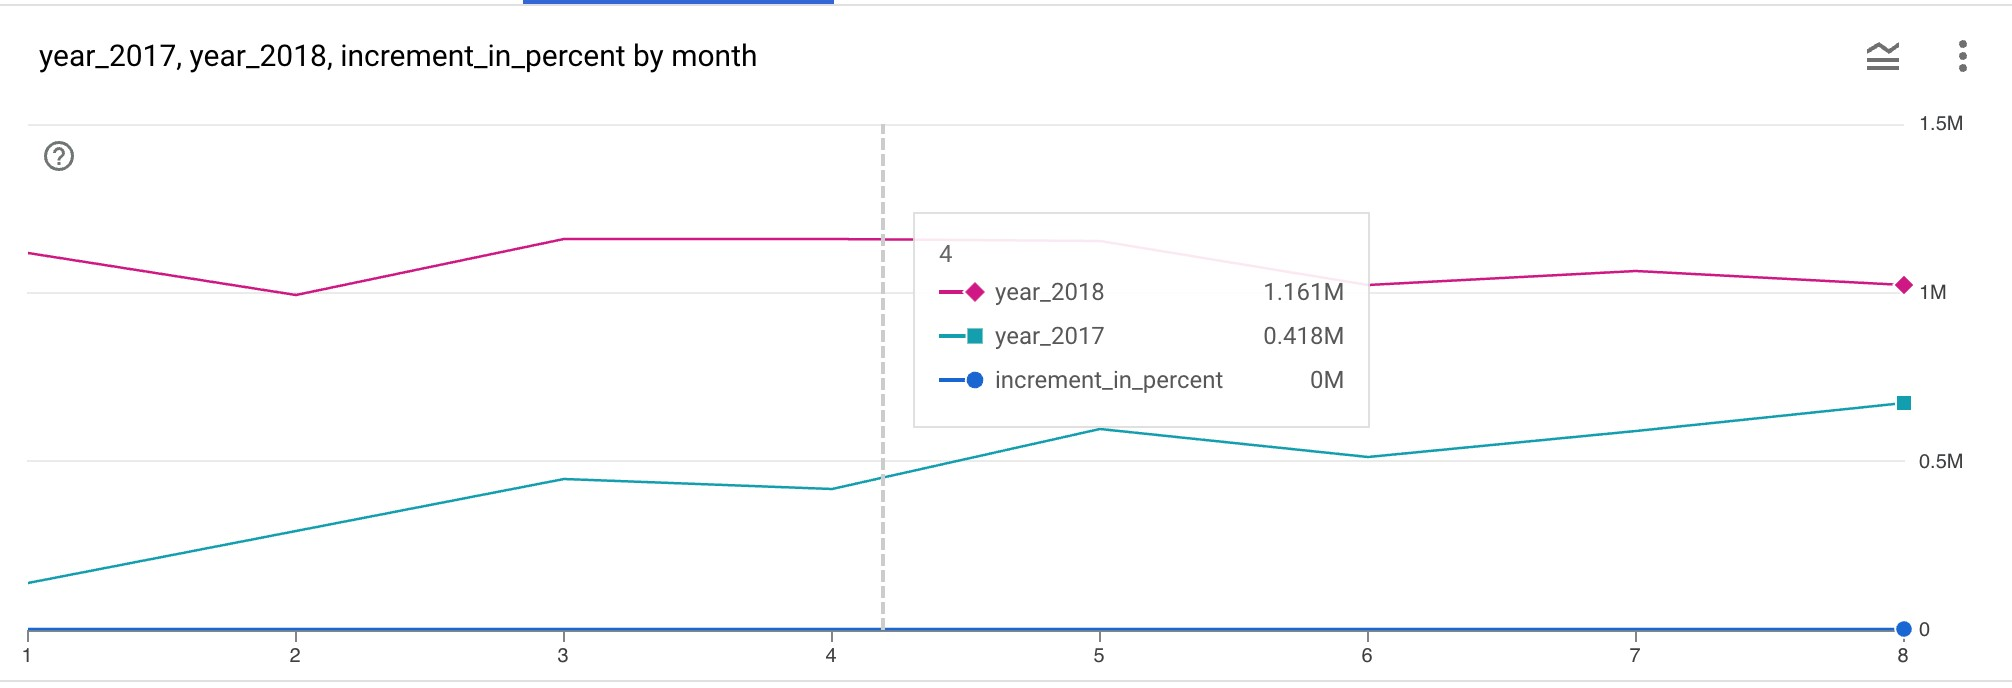 year_2017, year_2018, increment_in_percent by month
1.5M
4
year_2018 1.161M
1M
year_2017 0.418M
increment_in_percent 0M
0.5M
0
1 2 3 4 5 6 7 8